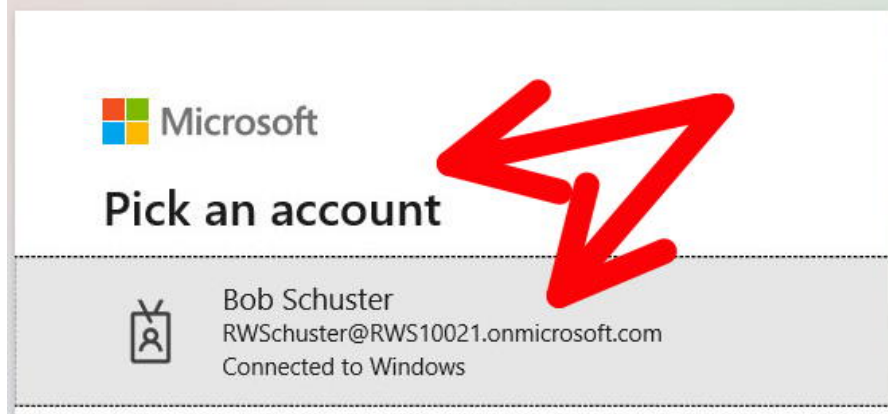 Microsoft
Pick an account
Bob Schuster
RWSchuster@RWS10021.onmicrosoft.com
Connected to Windows